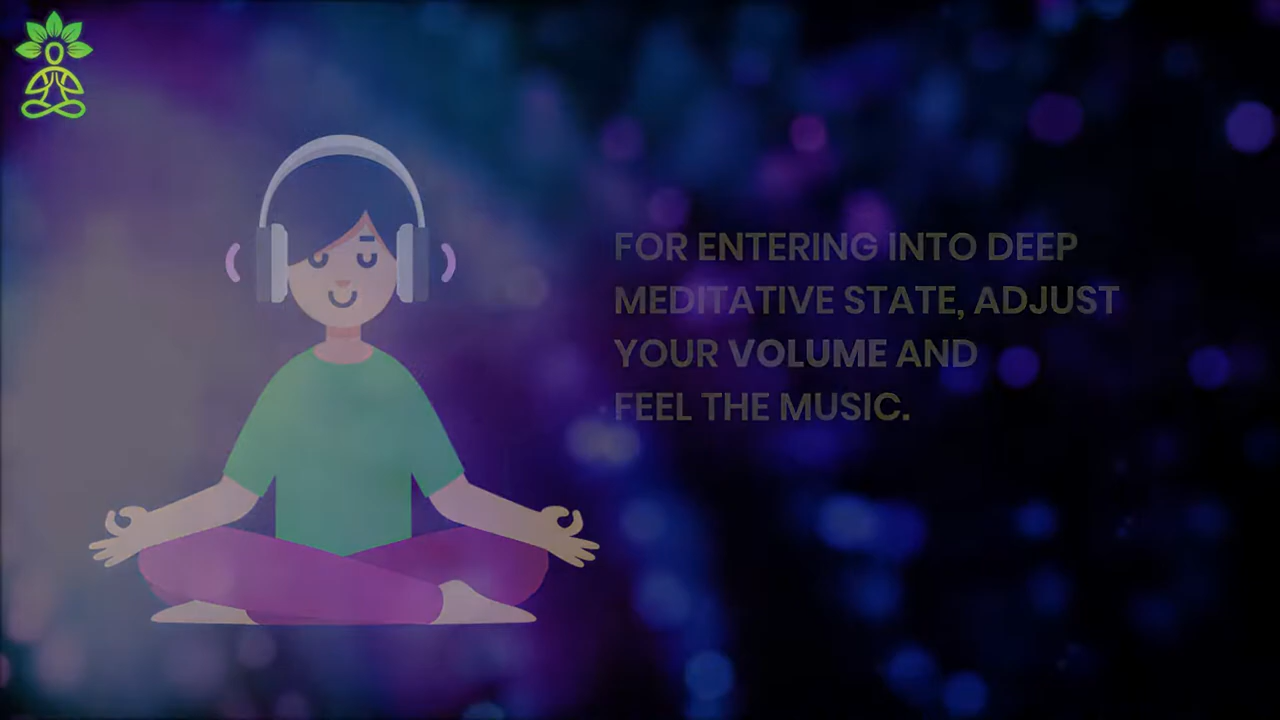 FOR ENTERING INTO DEEP
MEDITATIVE STATE, ADJUST
YOUR VOLUME AND
FEEL THE MUSIC.